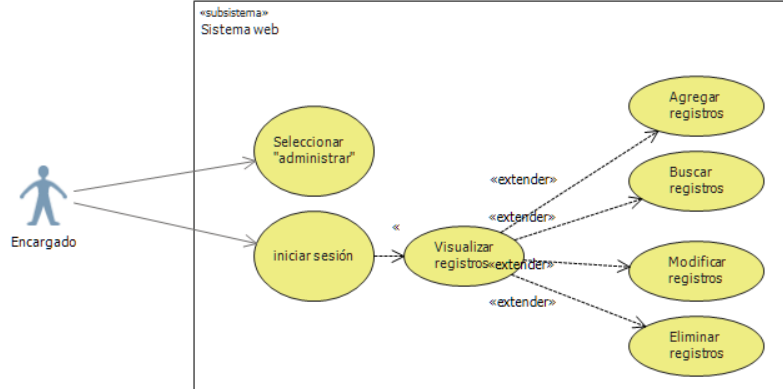 «subsistema»
Sistema web
Seleccionar
"administrar"
Encargado
iniciar sesión
«
Visualizar
registros
«extender»
«extender»
«extender»
«extender»
Agregar
registros
Buscar
registros
Modificar
registros
Eliminar
registros